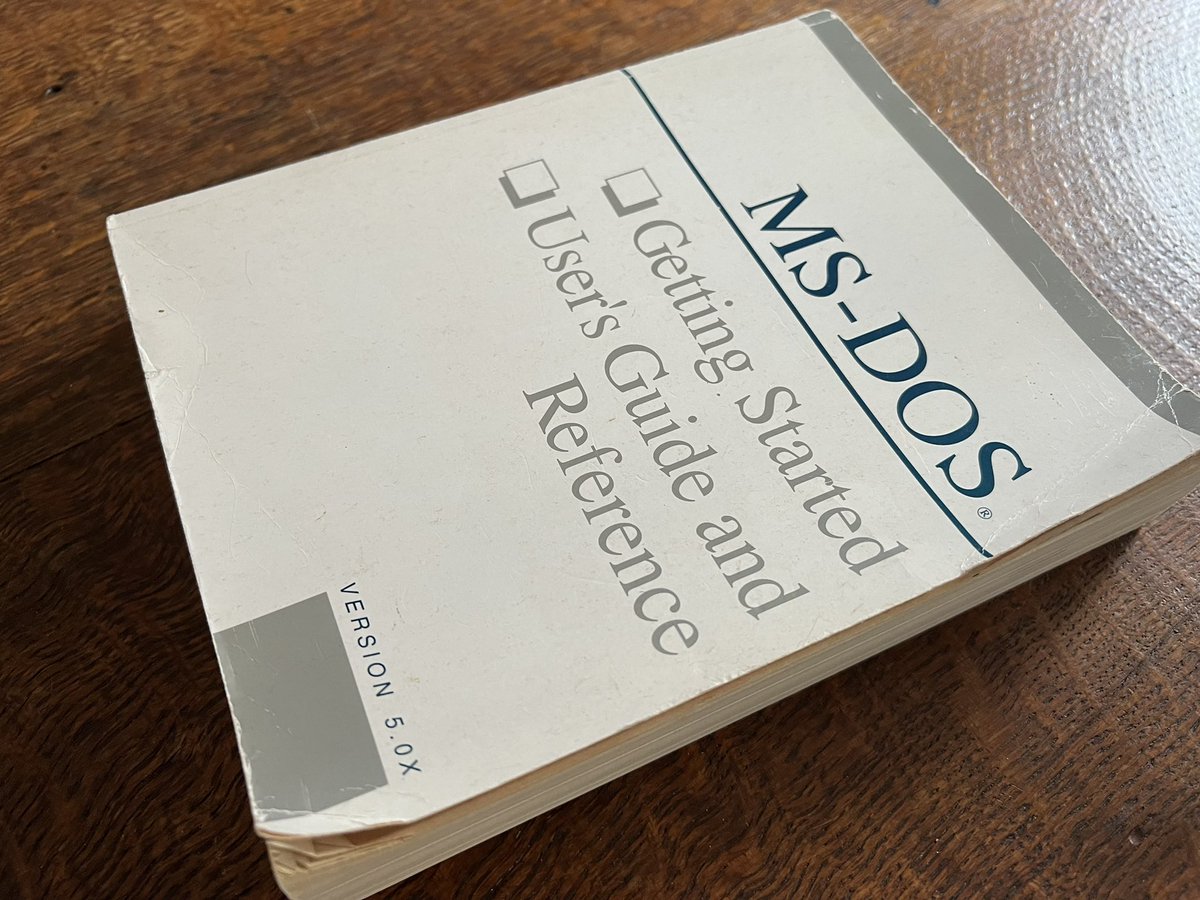 MS-DOS®
Getting Started
User's Guide and
Reference
VERSION 5.0X